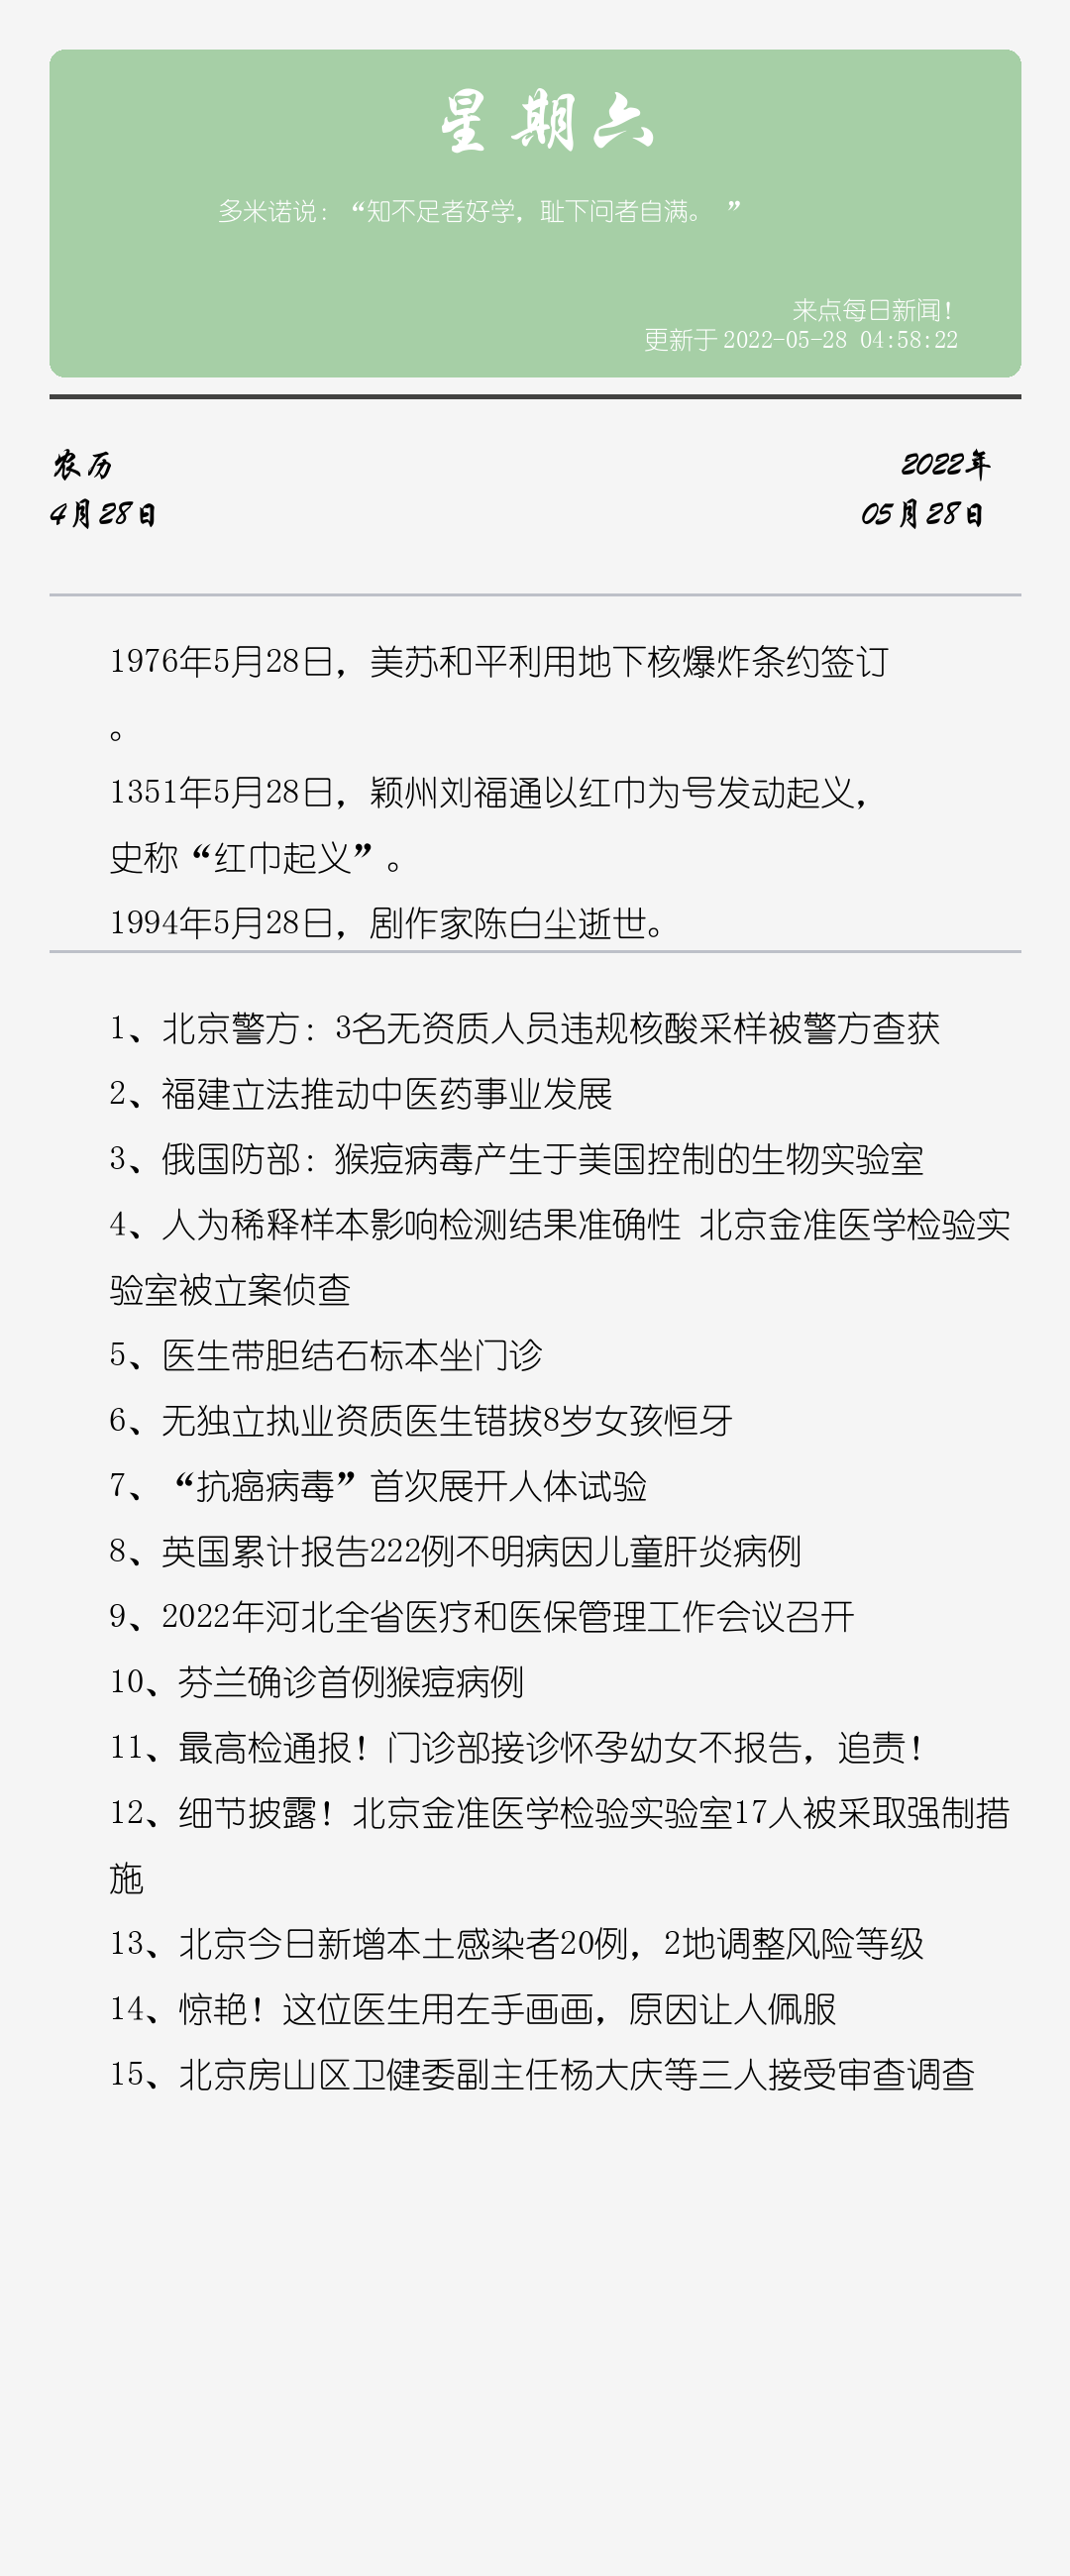 星期六
多米诺说：“知不足者好学，耻下问者自满。 ”
来点每日新闻！
更新于 2022-05-28 04:58:22
农历
2022年
4月28日
05月28日
1976年5月28日，美苏和平利用地下核爆炸条约签订
。
1351年5月28日，颖州刘福通以红巾为号发动起义，
史称“红巾起义”。
1994年5月28日，剧作家陈白尘逝世。
1、北京警方：3名无资质人员违规核酸采样被警方查获
2、福建立法推动中医药事业发展
3、俄国防部：猴痘病毒产生于美国控制的生物实验室
4、人为稀释样本影响检测结果准确性 北京金准医学检验实
验室被立案侦查
5、医生带胆结石标本坐门诊
6、无独立执业资质医生错拔8岁女孩恒牙
7、“抗癌病毒”首次展开人体试验
8、英国累计报告222例不明病因儿童肝炎病例
9、2022年河北全省医疗和医保管理工作会议召开
10、芬兰确诊首例猴痘病例
11、最高检通报！门诊部接诊怀孕幼女不报告，追责！
12、细节披露！北京金准医学检验实验室17人被采取强制措
施
13、北京今日新增本土感染者20例，2地调整风险等级
14、惊艳！这位医生用左手画画，原因让人佩服
15、北京房山区卫健委副主任杨大庆等三人接受审查调查